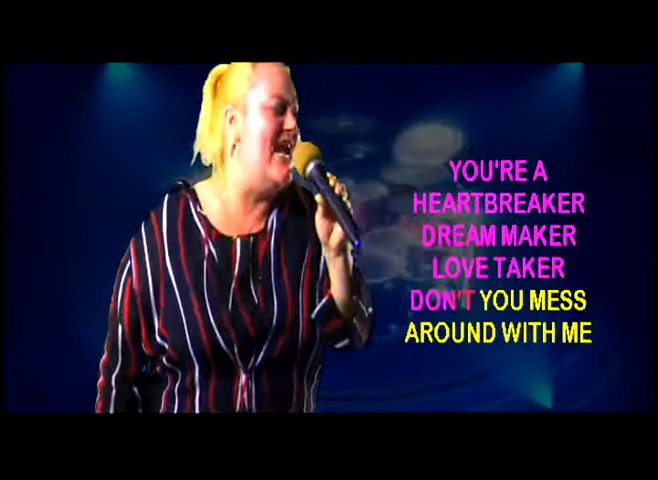 YOU'RE A
HEARTBREAKER
DREAM MAKER
LOVE TAKER
DON'T YOU MESS
AROUND WITH ME